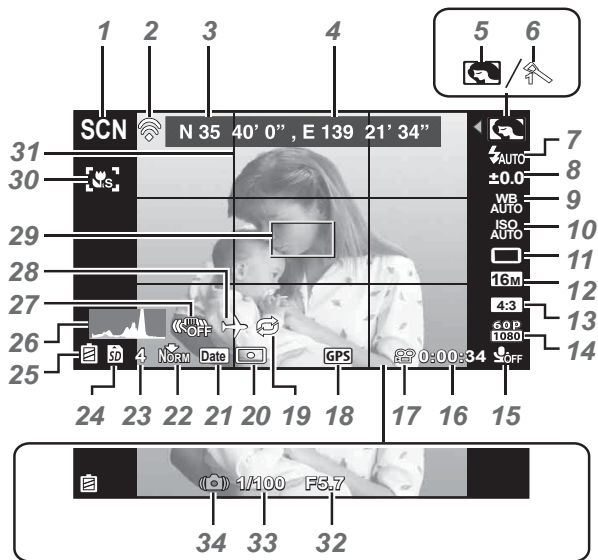 1 2 3 4 5 6
/
SCN N 35 40' 0" , E 139 21' 34"
31 AUTO 7
30 S ±0.0 8
WB AUTO 9
29 ISO AUTO 10
28 11
27 OFF 16M 12
26 4:3 13
60P 1080 14
25 SD 4 NORM Date GPS 0:00:34 OFF
24 23 22 21 20 19 18 17 16 15
1/100 F5.7
34 33 32